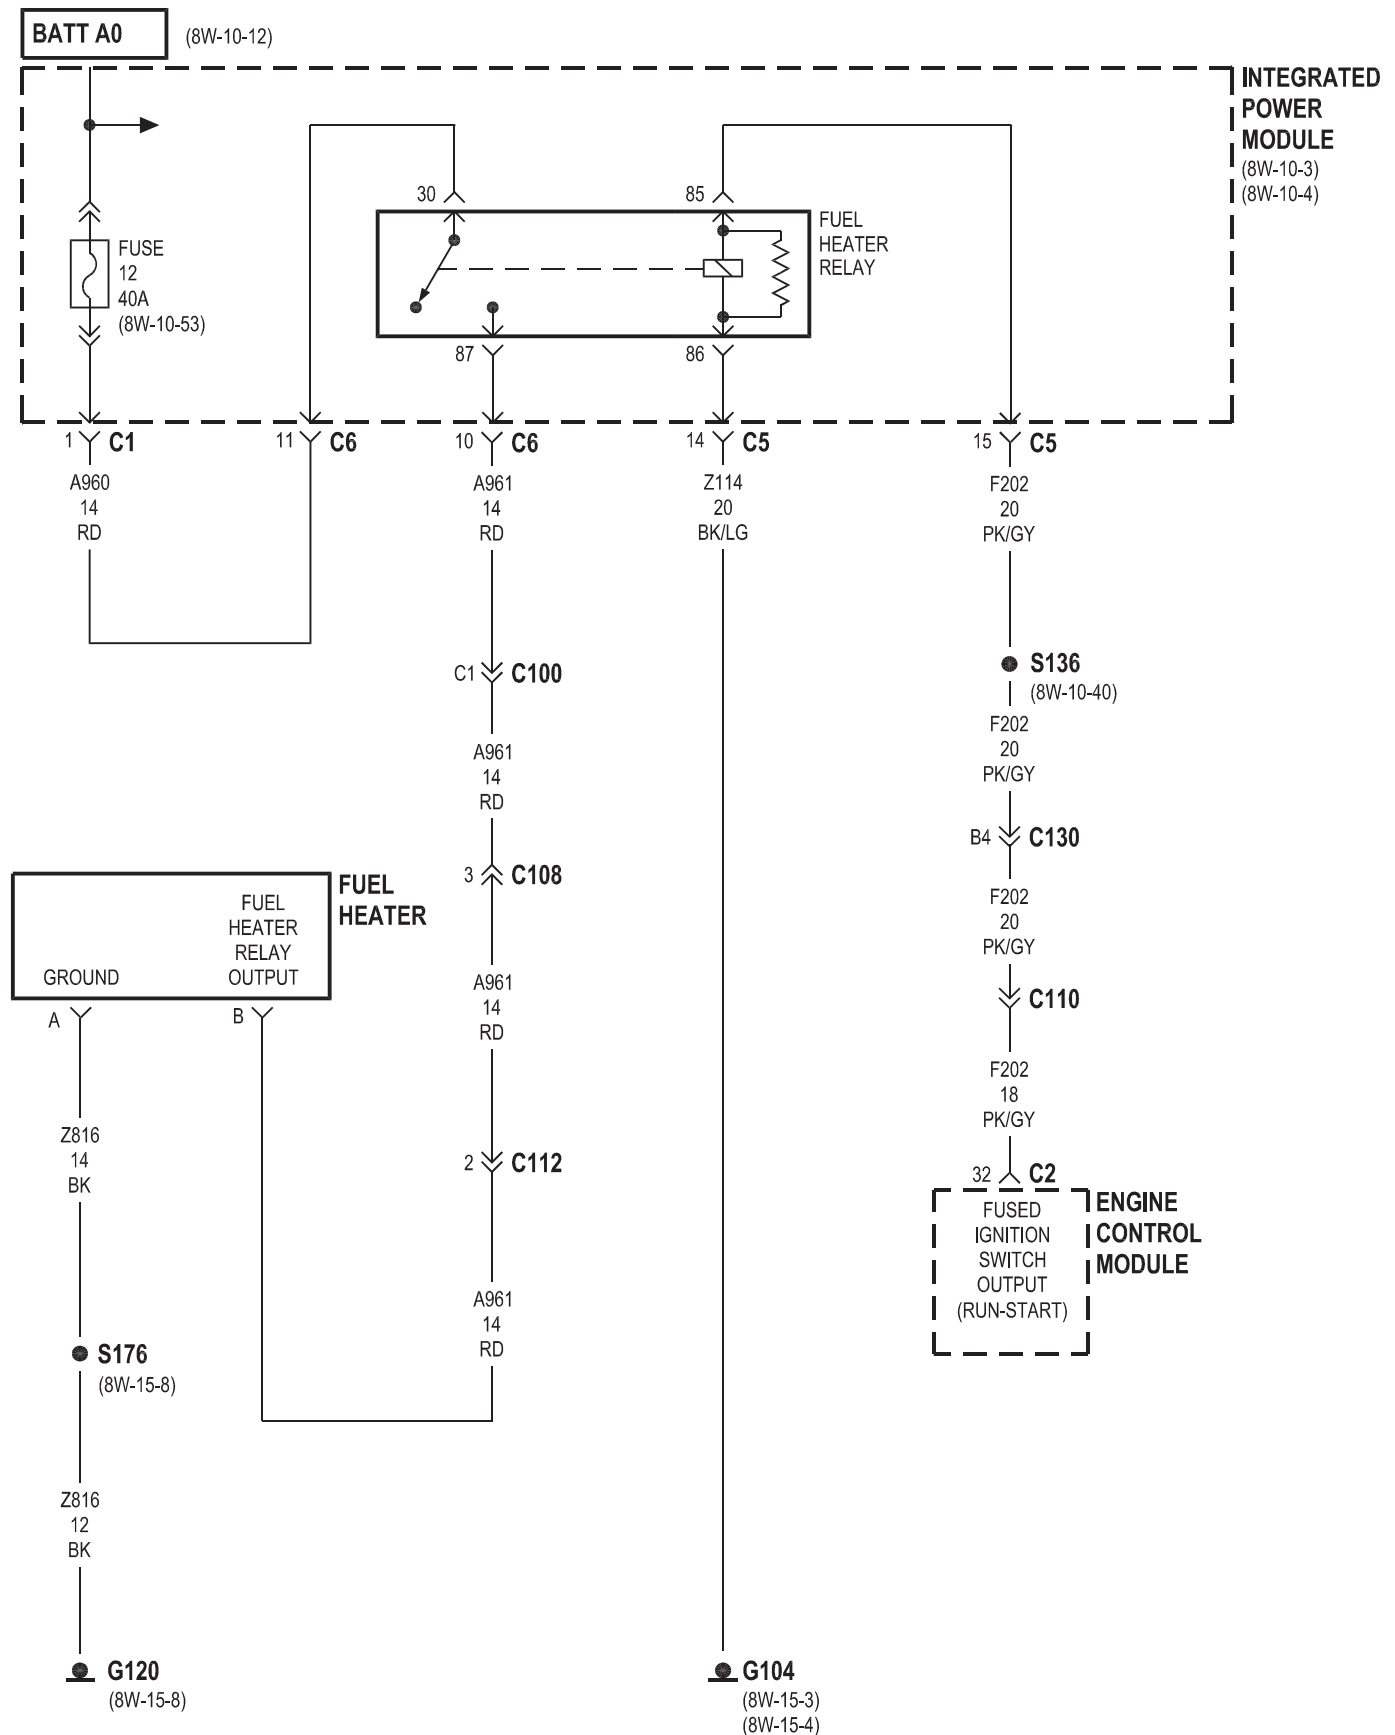 BATT A0
(8W-10-12)
INTEGRATED
POWER
MODULE
(8W-10-3)
(8W-10-4)
30
85
FUEL
HEATER
RELAY
FUSE
12
40A
(8W-10-53)
87
86
1
C1
11
C6
10
C6
14
C5
15
C5
A960
14
RD
A961
14
RD
Z114
20
BK/LG
F202
20
PK/GY
C1
C100
S136
(8W-10-40)
A961
14
RD
F202
20
PK/GY
B4
C130
3
C108
FUEL
HEATER
FUEL
HEATER
RELAY
OUTPUT
GROUND
A
B
F202
20
PK/GY
A961
14
RD
C110
F202
18
PK/GY
Z816
14
BK
2
C112
32
C2
FUSED
IGNITION
SWITCH
OUTPUT
(RUN-START)
ENGINE
CONTROL
MODULE
A961
14
RD
S176
(8W-15-8)
Z816
12
BK
G120
(8W-15-8)
G104
(8W-15-3)
(8W-15-4)